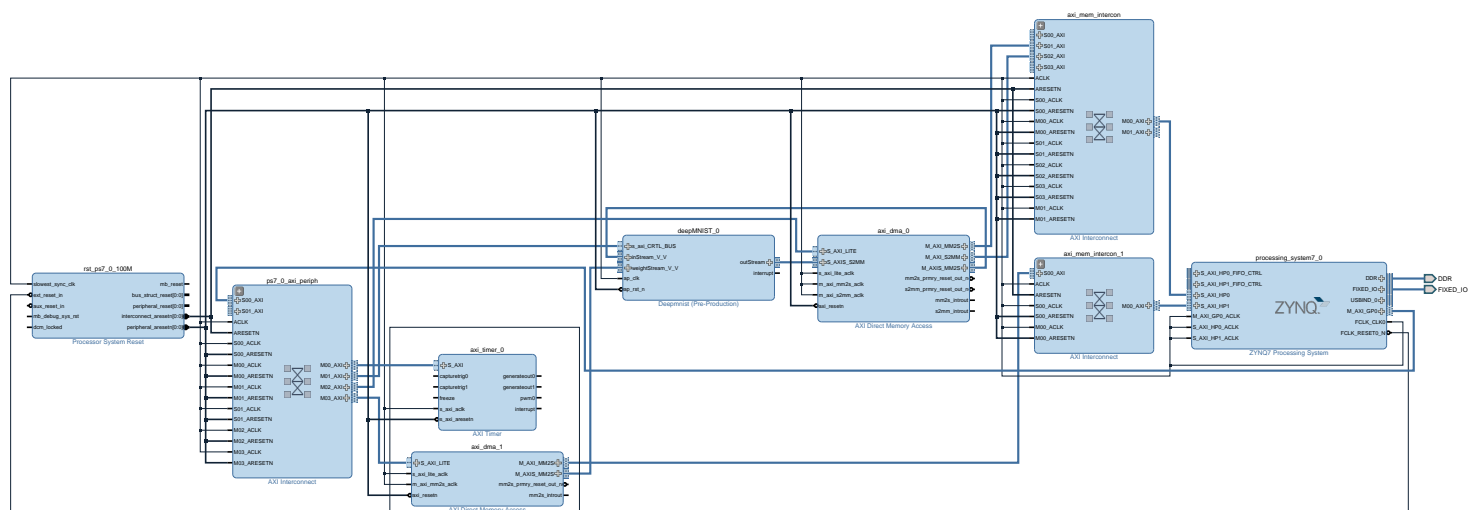 axi_mem_intercon
S00_AXI
S01_AXI
S02_AXI
S03_AXI
ACLK
ARESETN
S00_ACLK
S00_ARESETN
M00_ACLK
M00_ARESETN
S01_ACLK
S01_ARESETN
S02_ACLK
S02_ARESETN
S03_ACLK
S03_ARESETN
M01_ACLK
M01_ARESETN
M00_AXI
M01_AXI
AXI Interconnect
deepMNIST_0
s_axi_CRTL_BUS
inStream_V_V
weightStream_V_V
ap_clk
ap_rst_n
outStream
interrupt
Deepmnist (Pre-Production)
axi_dma_0
S_AXI_LITE
S_AXIS_S2MM
s_axi_lite_aclk
m_axi_mm2s_aclk
m_axi_s2mm_aclk
axi_resetn
M_AXI_MM2S
M_AXI_S2MM
M_AXIS_MM2S
mm2s_prmry_reset_out_n
s2mm_prmry_reset_out_n
mm2s_introut
s2mm_introut
AXI Direct Memory Access
axi_mem_intercon_1
S00_AXI
ACLK
ARESETN
S00_ACLK
S00_ARESETN
M00_ACLK
M00_ARESETN
M00_AXI
AXI Interconnect
processing_system7_0
S_AXI_HP0_FIFO_CTRL
S_AXI_HP1_FIFO_CTRL
S_AXI_HP0
S_AXI_HP1
M_AXI_GP0_ACLK
S_AXI_HP0_ACLK
S_AXI_HP1_ACLK
ZYNQ
DDR
FIXED_IO
USBIND_0
M_AXI_GP0
FCLK_CLK0
FCLK_RESET0_N
ZYNQ7 Processing System
DDR
FIXED_IO
rst_ps7_0_100M
slowest_sync_clk
ext_reset_in
aux_reset_in
mb_debug_sys_rst
dcm_locked
mb_reset
bus_struct_reset[0:0]
peripheral_reset[0:0]
interconnect_aresetn[0:0]
peripheral_aresetn[0:0]
Processor System Reset
ps7_0_axi_periph
S00_AXI
S01_AXI
ACLK
ARESETN
S00_ACLK
S00_ARESETN
M00_ACLK
M00_ARESETN
M01_ACLK
M01_ARESETN
S01_ACLK
S01_ARESETN
M02_ACLK
M02_ARESETN
M03_ACLK
M03_ARESETN
M00_AXI
M01_AXI
M02_AXI
M03_AXI
AXI Interconnect
axi_timer_0
S_AXI
capturetrig0
capturetrig1
freeze
s_axi_aclk
s_axi_aresetn
generateout0
generateout1
pwm0
interrupt
AXI Timer
axi_dma_1
S_AXI_LITE
s_axi_lite_aclk
m_axi_mm2s_aclk
axi_resetn
M_AXI_MM2S
M_AXIS_MM2S
mm2s_prmry_reset_out_n
mm2s_introut
AXI Direct Memory Access